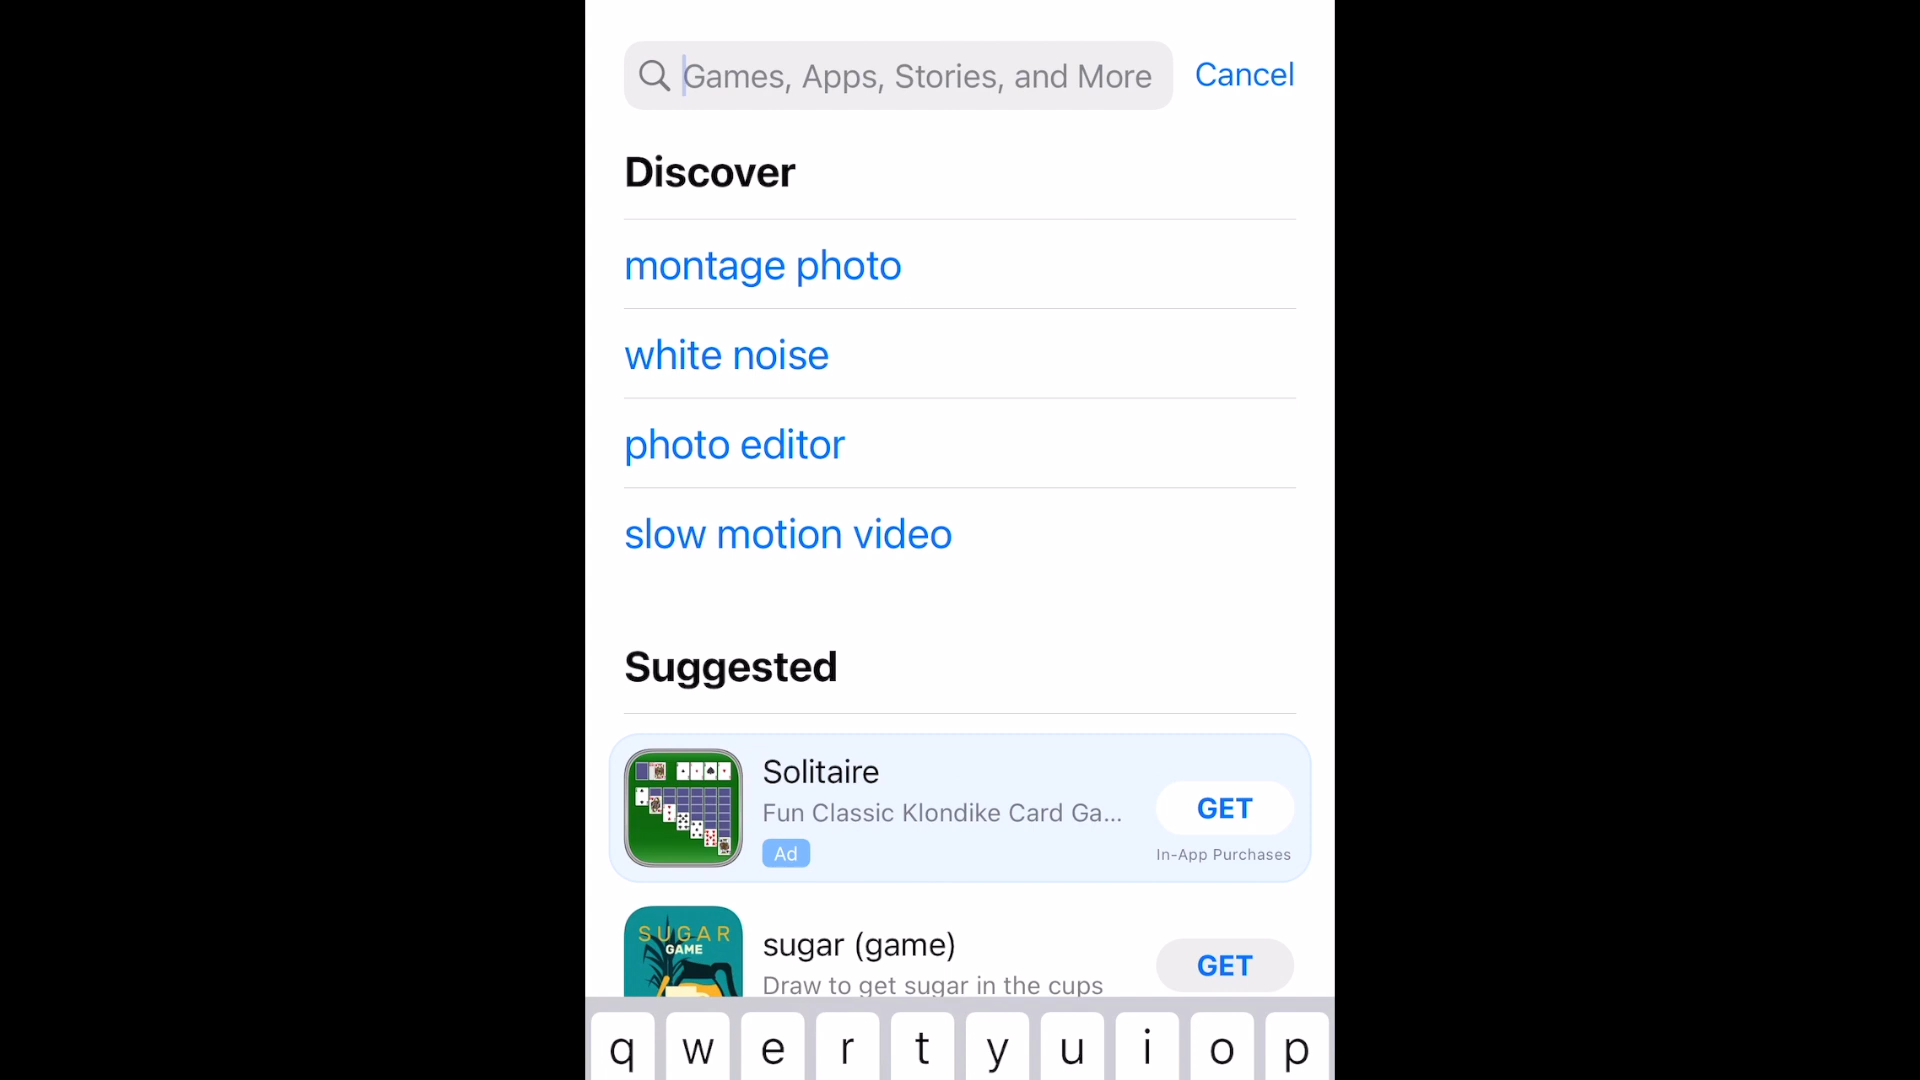 Games, Apps, Stories, and More
Cancel
Discover
montage photo
white noise
photo editor
slow motion video
Suggested
Solitaire
Fun Classic Klondike Card Ga...
GET
Ad
In-App Purchases
SUGAR
GAME
sugar (game)
GET
Draw to get sugar in the cups
q w e r t y u i o p